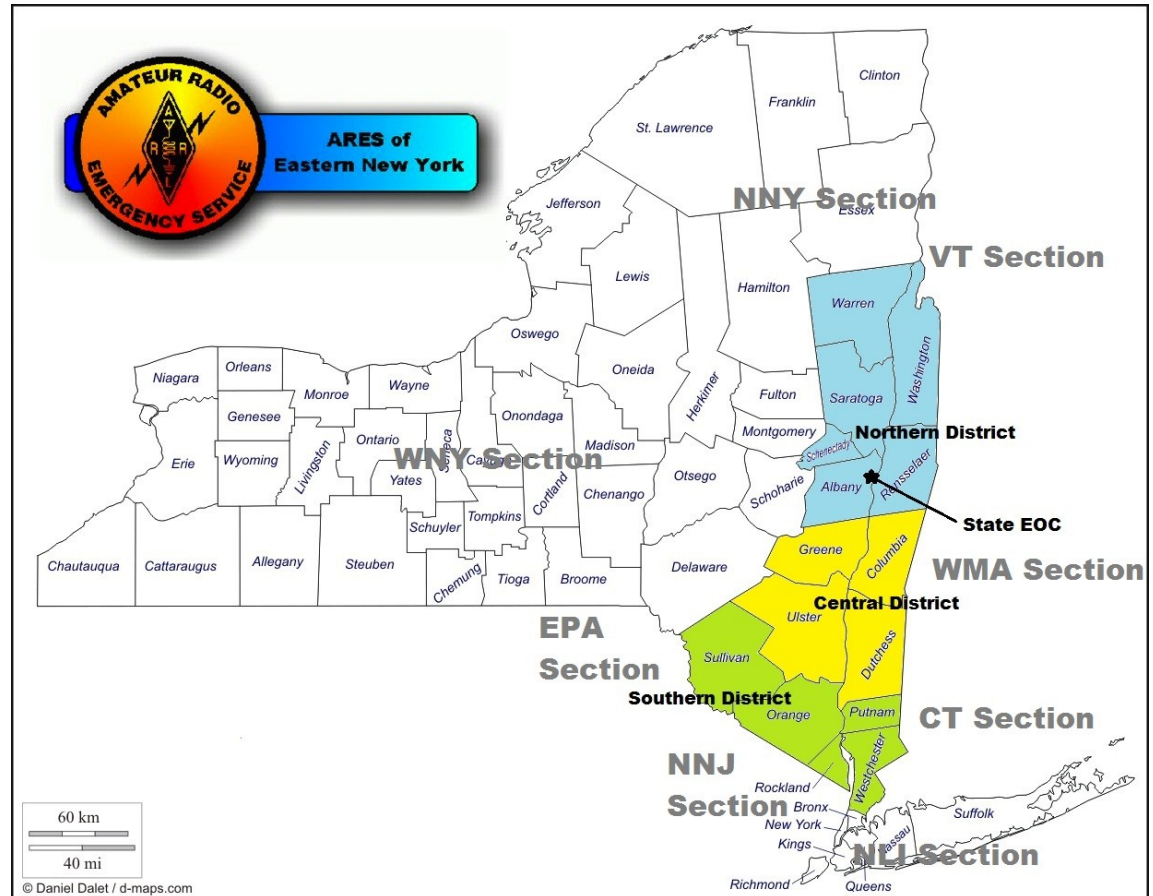 AMATEUR RADIO
EMERGENCY SERVICE
A
R R
L
ARES of
Eastern New York
Clinton
Franklin
St. Lawrence
NNY Section
Essex
Jefferson
VT Section
Lewis
Hamilton
Warren
Oswego
Washington
Oneida
Herkimer
Niagara
Orleans
Monroe
Wayne
Fulton
Saratoga
Genesee
Onondaga
Montgomery
Northern District
Ontario
Seneca
Madison
Schenectady
Erie
Wyoming
Livingston
WNY Section
Cayuga
Otsego
Rensselaer
Yates
Cortland
Chenango
Schoharie
Albany
Schuyler
Tompkins
State EOC
Greene
Columbia
Chautauqua
Cattaraugus
Allegany
Steuben
Chemung
Tioga
Broome
Delaware
WMA Section
Central District
Ulster
EPA
Section
Dutchess
Sullivan
Southern District
Orange
Putnam
CT Section
NNJ
Section
Westchester
Rockland
Bronx
New York
Kings
Suffolk
Nassau
NLI Section
Richmond
Queens
60 km
40 mi
© Daniel Dalet / d-maps.com